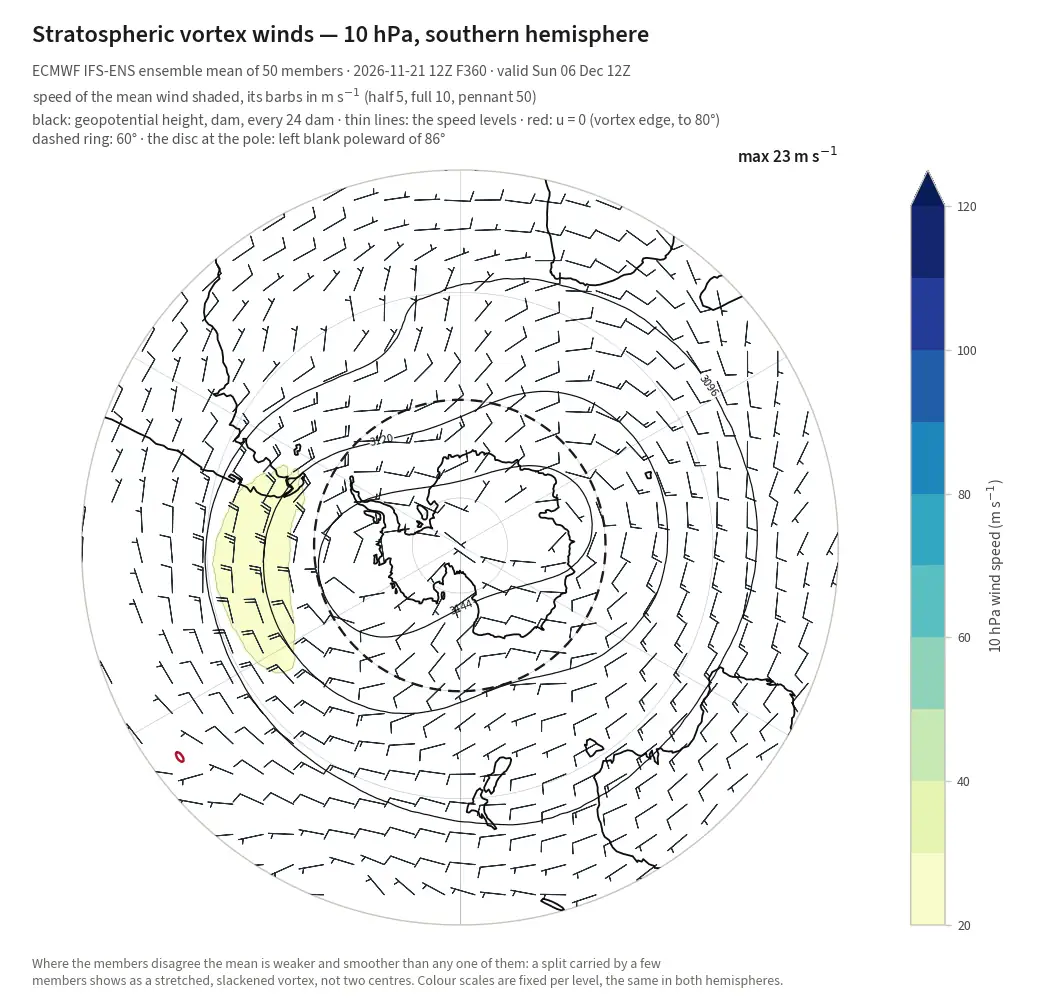 Stratospheric vortex winds — 10 hPa, southern hemisphere
ECMWF IFS-ENS ensemble mean of 50 members · 2026-11-21 12Z F360 · valid Sun 06 Dec 12Z
speed of the mean wind shaded, its barbs in m s⁻¹ (half 5, full 10, pennant 50)
black: geopotential height, dam, every 24 dam · thin lines: the speed levels · red: u = 0 (vortex edge, to 80°)
dashed ring: 60° · the disc at the pole: left blank poleward of 86°
max 23 m s⁻¹
120
100
80
60
40
20
10 hPa wind speed (m s⁻¹)
3096
3120
3144
Where the members disagree the mean is weaker and smoother than any one of them: a split carried by a few
members shows as a stretched, slackened vortex, not two centres. Colour scales are fixed per level, the same in both hemispheres.